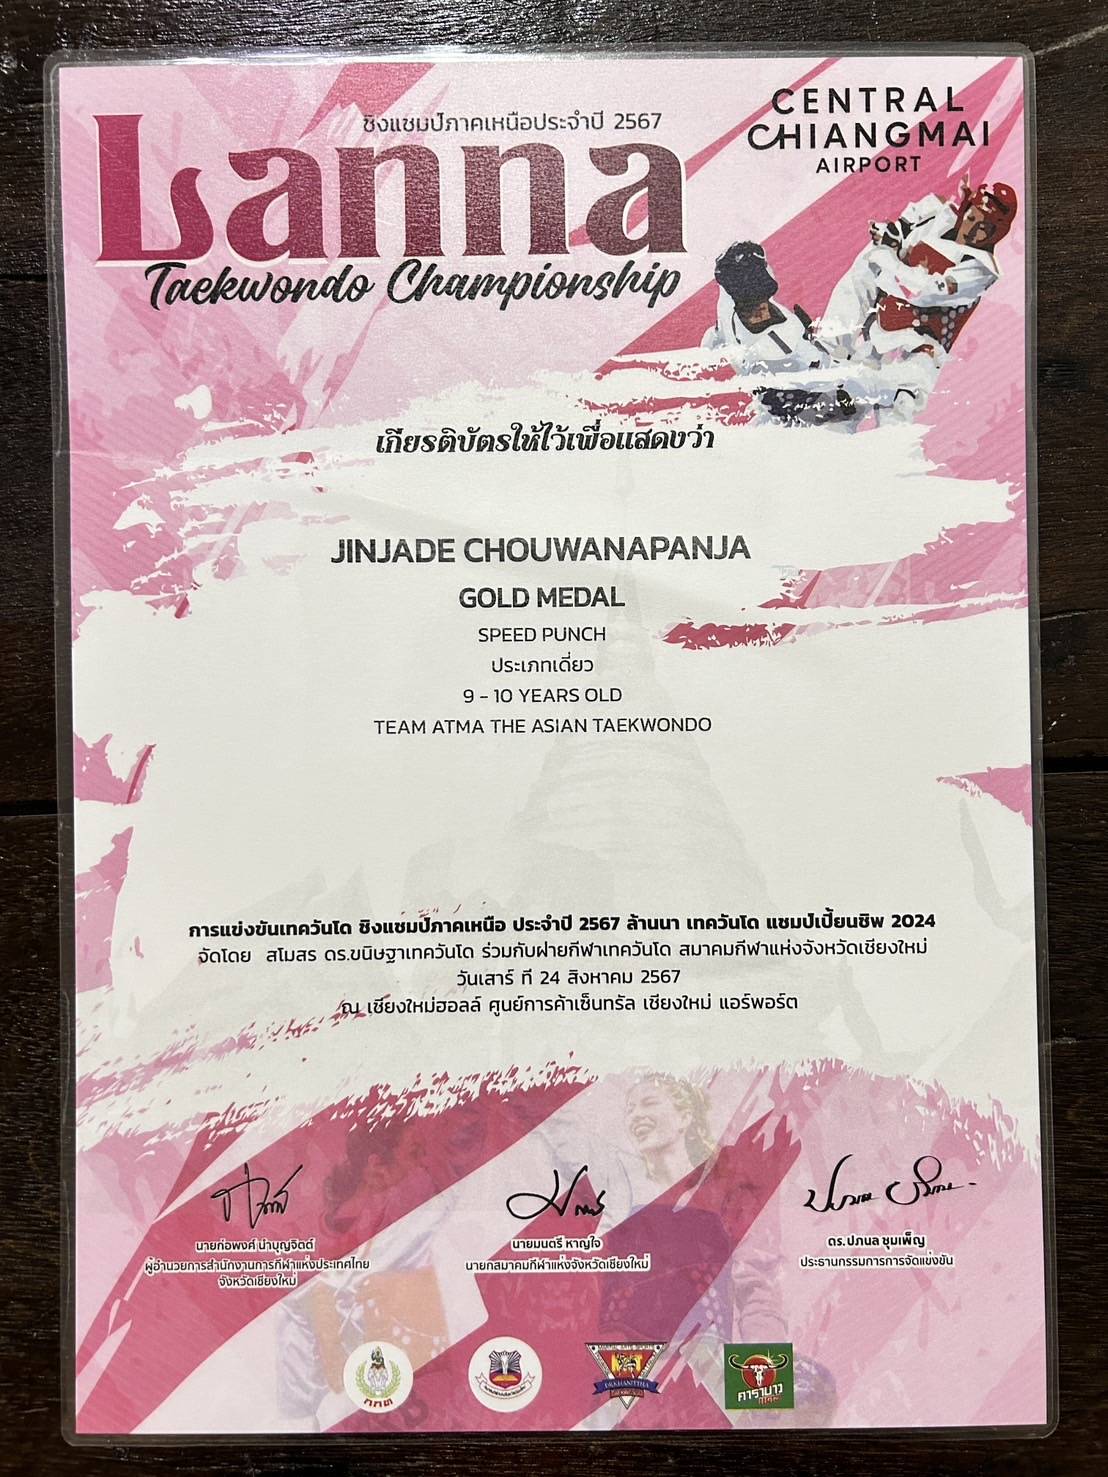 ชิงแชมป์ภาคเหนือประจำปี 2567
Lanna
Taekwondo Championship
CENTRAL
CHIANGMAI
AIRPORT
เกียรติบัตรให้ไว้เพื่อแสดงว่า
JINJADE CHOUWANAPANJA
GOLD MEDAL
SPEED PUNCH
ประเภทเดี่ยว
9 - 10 YEARS OLD
TEAM ATMA THE ASIAN TAEKWONDO
การแข่งขันเทควันโด ชิงแชมป์ภาคเหนือ ประจำปี 2567 ล้านนา เทควันโด แชมป์เปี้ยนชิพ 2024
จัดโดย สโมสร ดร.ขนิษฐาเทควันโด ร่วมกับฝ่ายกีฬาเทควันโด สมาคมกีฬาแห่งจังหวัดเชียงใหม่
วันเสาร์ ที่ 24 สิงหาคม 2567
ณ เชียงใหม่ฮอลล์ ศูนย์การค้าเซ็นทรัล เชียงใหม่ แอร์พอร์ต
นายก่อพงศ์ นำบุญจิตต์
ผู้อำนวยการสำนักงานการกีฬาแห่งประเทศไทย
จังหวัดเชียงใหม่
นายมนตรี หาญใจ
นายกสมาคมกีฬาแห่งจังหวัดเชียงใหม่
ดร.ปภนล ชุมเพ็ญ
ประธานกรรมการการจัดแข่งขัน
กกท
MARTIAL ARTS SPORTS
DR.KHANITTHA
คาราบาว